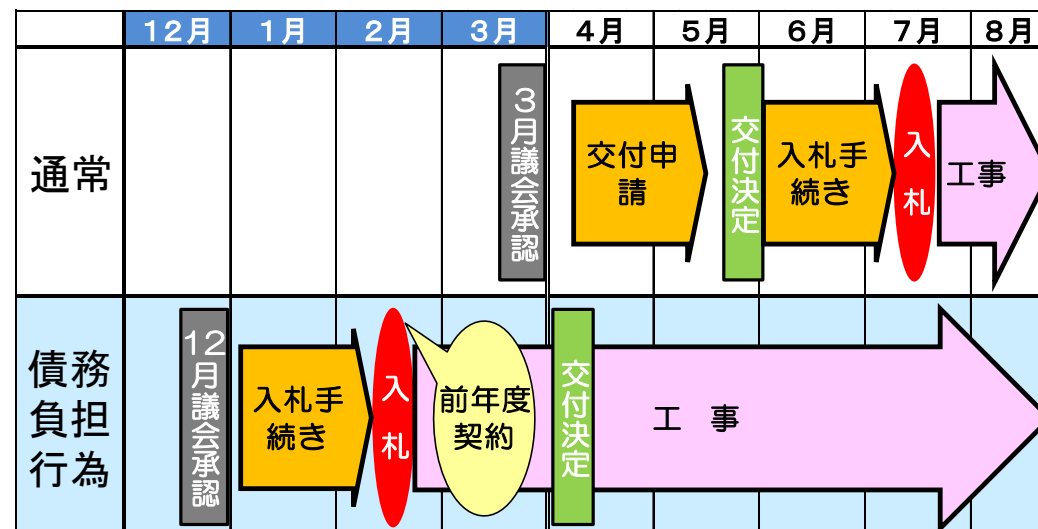 12月 1月 2月 3月 4月 5月 6月 7月 8月
通常
3月議会承認
交付申
請
交付決定
入札手
続き
入札
工事
債務
負担
行為
12月議会承認
入札手
続き
入札
前年度
契約
交付決定
工 事